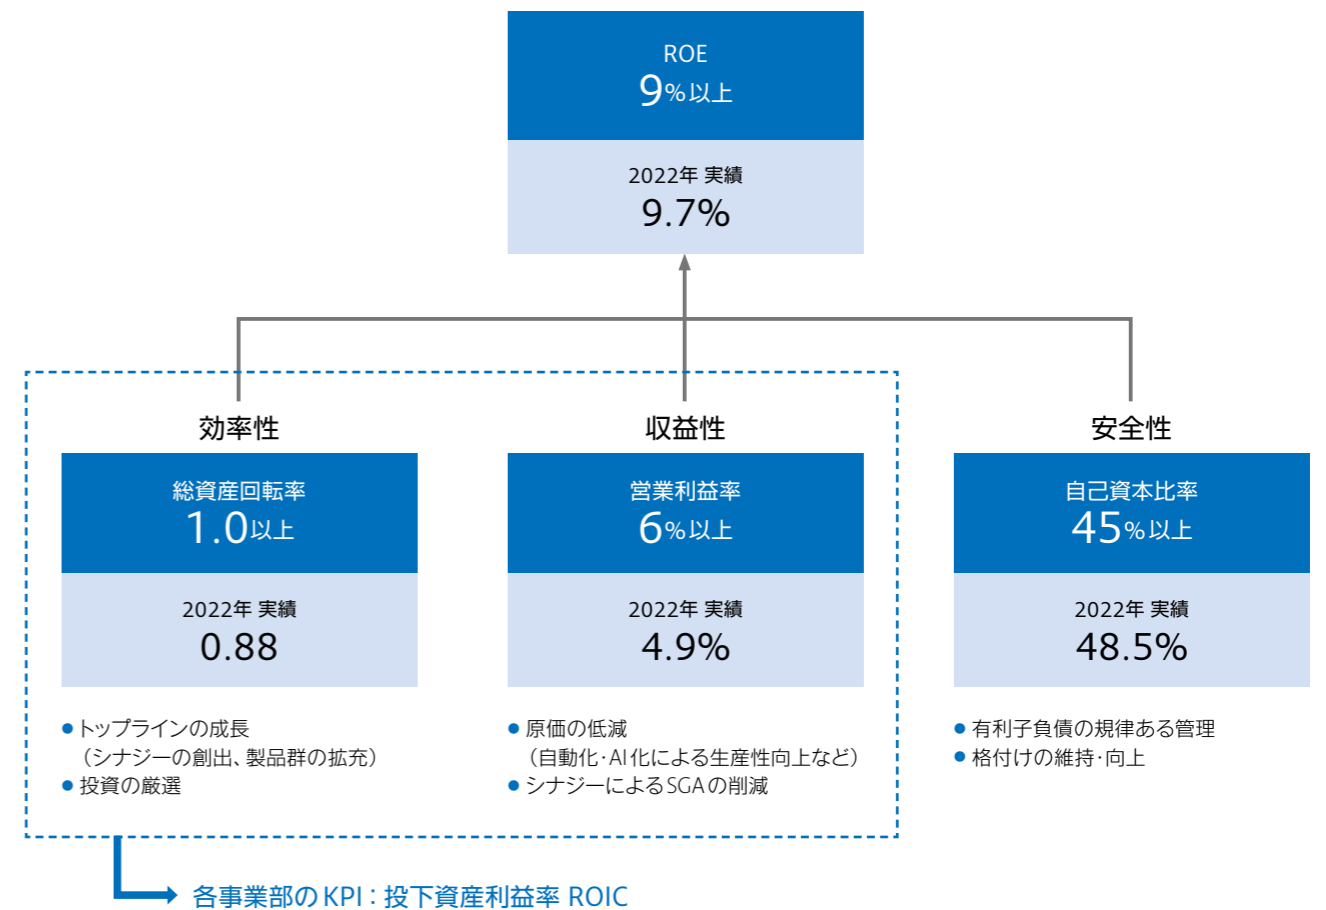 ROE
9%以上
2022年 実績
9.7%
効率性
総資産回転率
1.0以上
2022年 実績
0.88
●トップラインの成長
（シナジーの創出、製品群の拡充）
●投資の厳選
収益性
営業利益率
6%以上
2022年 実績
4.9%
●原価の低減
（自動化・AI化による生産性向上など）
●シナジーによるSGAの削減
安全性
自己資本比率
45%以上
2022年 実績
48.5%
●有利子負債の規律ある管理
●格付けの維持・向上
各事業部のKPI：投下資産利益率 ROIC